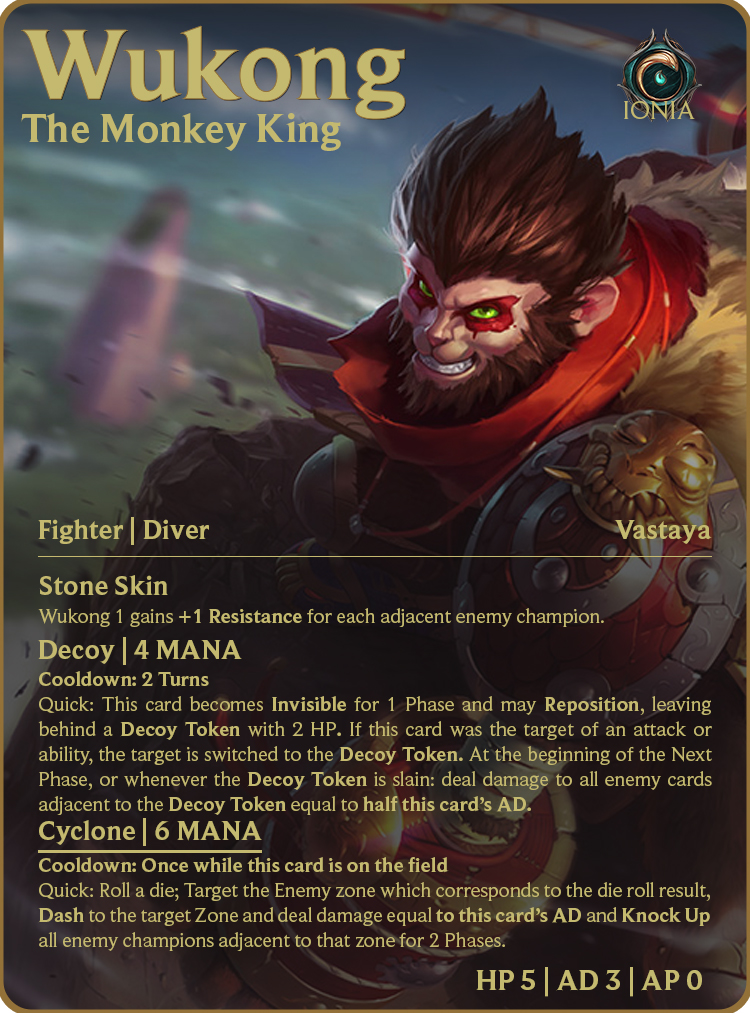 Wukong
IONIA
The Monkey King
Fighter | Diver
Vastaya
Stone Skin
Wukong 1 gains +1 Resistance for each adjacent enemy champion.
Decoy | 4 MANA
Cooldown: 2 Turns
Quick: This card becomes Invisible for 1 Phase and may Reposition, leaving
behind a Decoy Token with 2 HP. If this card was the target of an attack or
ability, the target is switched to the Decoy Token. At the beginning of the Next
Phase, or whenever the Decoy Token is slain: deal damage to all enemy cards
adjacent to the Decoy Token equal to half this card's AD.
Cyclone | 6 MANA
Cooldown: Once while this card is on the field
Quick: Roll a die; Target the Enemy zone which corresponds to the die roll result,
Dash to the target Zone and deal damage equal to this card's AD and Knock Up
all enemy champions adjacent to that zone for 2 Phases.
HP 5 | AD 3 | AP 0